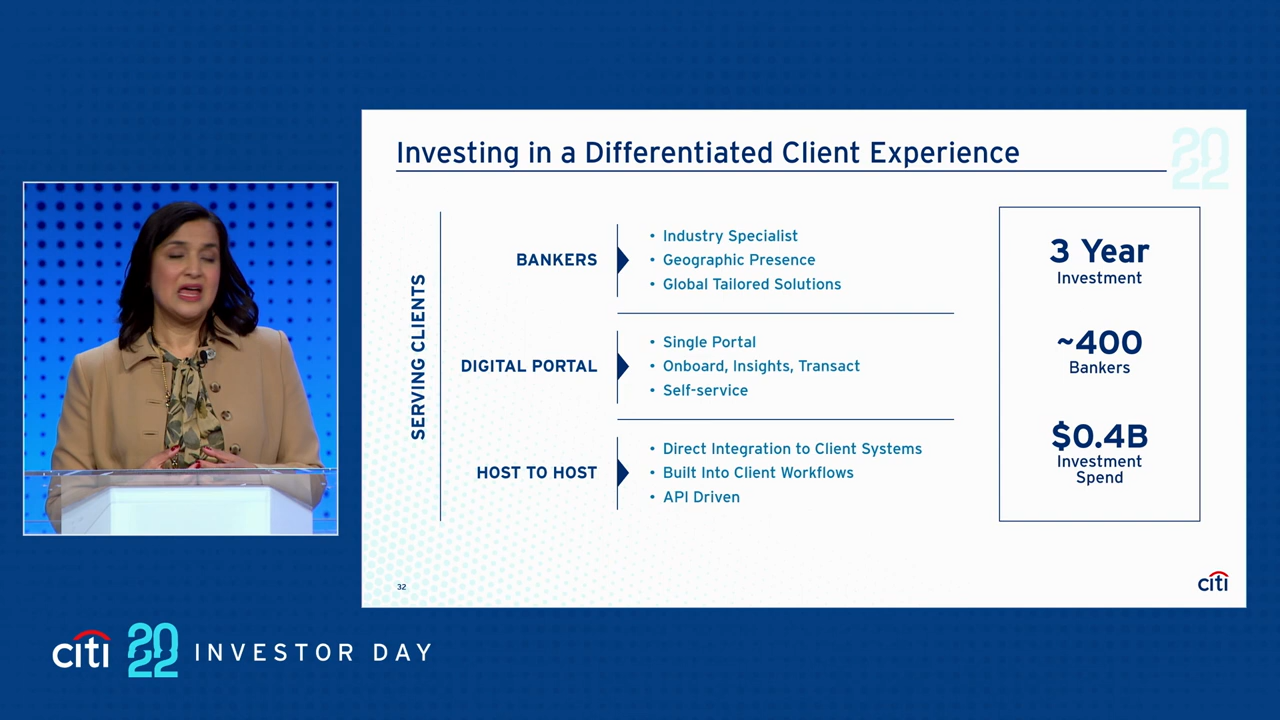 Investing in a Differentiated Client Experience
2022
SERVING CLIENTS
BANKERS
• Industry Specialist
• Geographic Presence
• Global Tailored Solutions
DIGITAL PORTAL
• Single Portal
• Onboard, Insights, Transact
• Self-service
HOST TO HOST
• Direct Integration to Client Systems
• Built Into Client Workflows
• API Driven
3 Year
Investment
~400
Bankers
$0.4B
Investment
Spend
32
citi
citi 2022 INVESTOR DAY